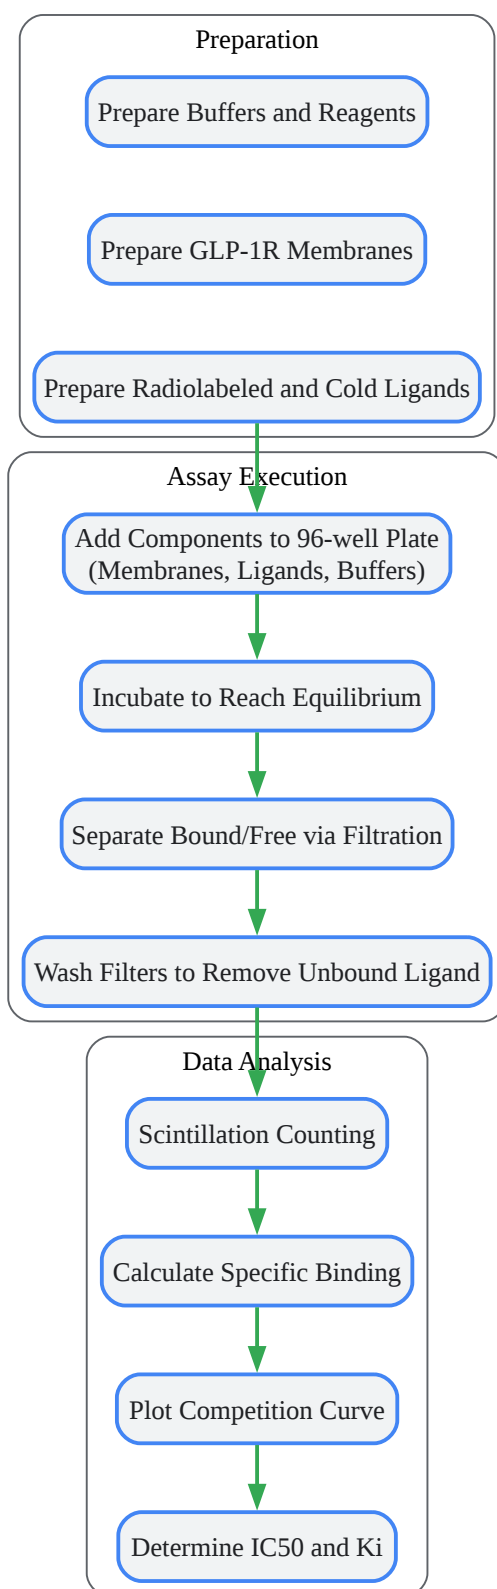 Preparation
Prepare Buffers and Reagents
Prepare GLP-1R Membranes
Prepare Radiolabeled and Cold Ligands
Assay Execution
Add Components to 96-well Plate
(Membranes, Ligands, Buffers)
Incubate to Reach Equilibrium
Separate Bound/Free via Filtration
Wash Filters to Remove Unbound Ligand
Data Analysis
Scintillation Counting
Calculate Specific Binding
Plot Competition Curve
Determine IC50 and Ki